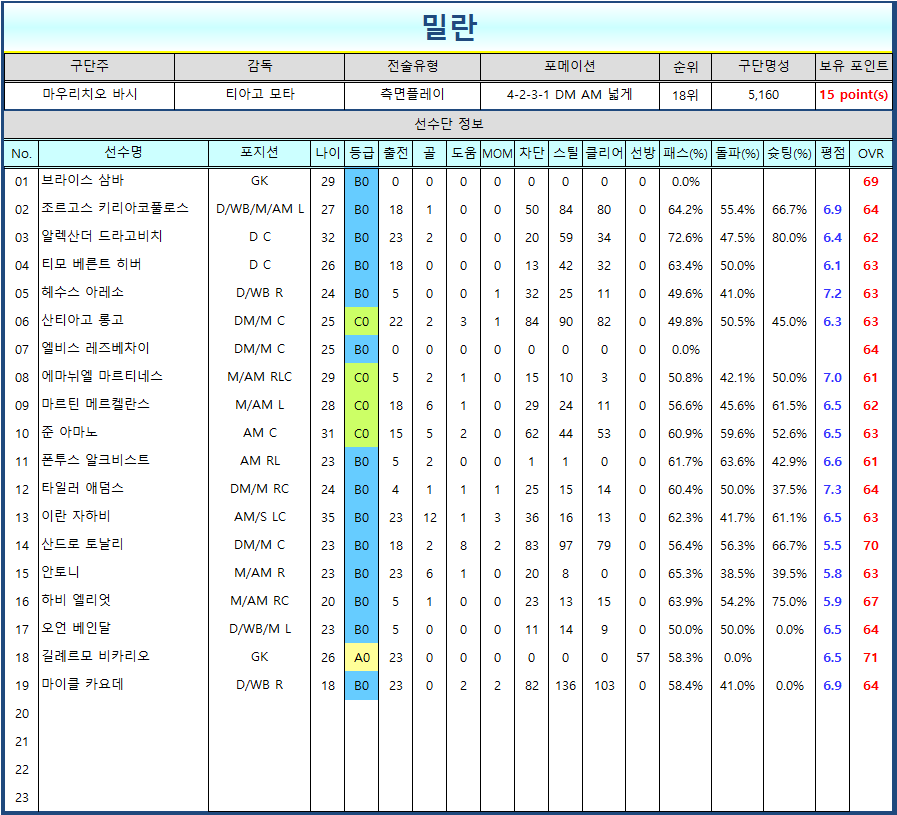 밀란
구단주 감독 전술유형 포메이션 순위 구단명성 보유 포인트
마우리치오 바시 티아고 모타 측면플레이 4-2-3-1 DM AM 넓게 18위 5,160 15 point(s)
선수단 정보
No. 선수명 포지션 나이 등급 출전 골 도움 MOM 차단 스틸 클리어 선방 패스(%) 돌파(%) 슛팅(%) 평점 OVR
01 브라이스 삼바 GK 29 B0 0 0 0 0 0 0 0 0 0.0% 69
02 조르고스 키리아코풀로스 D/WB/M/AM L 27 B0 18 1 0 0 50 84 80 0 64.2% 55.4% 66.7% 6.9 64
03 알렉산더 드라고비치 D C 32 B0 23 2 0 0 20 59 34 0 72.6% 47.5% 80.0% 6.4 62
04 티모 베른트 히버 D C 26 B0 18 0 0 0 13 42 32 0 63.4% 50.0% 6.1 63
05 헤수스 아레소 D/WB R 24 B0 5 0 0 1 32 25 11 0 49.6% 41.0% 7.2 63
06 산티아고 롱고 DM/M C 25 C0 22 2 3 1 84 90 82 0 49.8% 50.5% 45.0% 6.3 63
07 엘비스 레즈베차이 DM/M C 25 B0 0 0 0 0 0 0 0 0 0.0% 64
08 에마뉘엘 마르티네스 M/AM RLC 29 C0 5 2 1 0 15 10 3 0 50.8% 42.1% 50.0% 7.0 61
09 마르틴 메르켈란스 M/AM L 28 C0 18 6 1 0 29 24 11 0 56.6% 45.6% 61.5% 6.5 62
10 준 아마노 AM C 31 C0 15 5 2 0 62 44 53 0 60.9% 59.6% 52.6% 6.5 63
11 폰투스 알크비스트 AM RL 23 B0 5 2 0 0 1 1 0 0 61.7% 63.6% 42.9% 6.6 61
12 타일러 애덤스 DM/M RC 24 B0 4 1 1 1 25 15 14 0 60.4% 50.0% 37.5% 7.3 64
13 이란 자하비 AM/S LC 35 B0 23 12 1 3 36 16 13 0 62.3% 41.7% 61.1% 6.5 63
14 산드로 토날리 DM/M C 23 B0 18 2 8 2 83 97 79 0 56.4% 56.3% 66.7% 5.5 70
15 안토니 M/AM R 23 B0 23 6 1 0 20 8 0 0 65.3% 38.5% 39.5% 5.8 63
16 하비 엘리엇 M/AM RC 20 B0 5 1 0 0 23 13 15 0 63.9% 54.2% 75.0% 5.9 67
17 오언 베인달 D/WB/M L 23 B0 5 0 0 0 11 14 9 0 50.0% 50.0% 0.0% 6.5 64
18 길례르모 비카리오 GK 26 A0 23 0 0 0 0 0 0 57 58.3% 0.0% 6.5 71
19 마이클 카요데 D/WB R 18 B0 23 0 2 2 82 136 103 0 58.4% 41.0% 0.0% 6.9 64
20
21
22
23